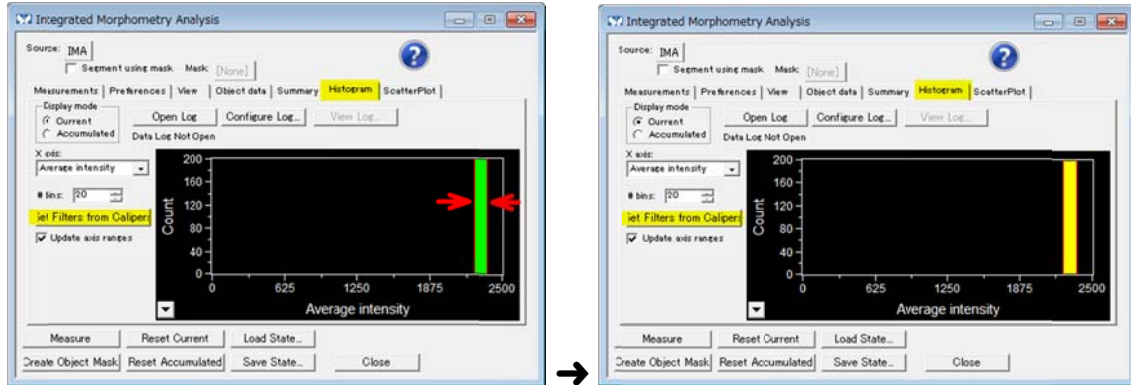 Integrated Morphometry Analysis
Source: IMA
Segment using mask Mask: [None]
Measurements Preferences View Object data Summary Histogram ScatterPlot
Display mode
Current
Accumulated
Open Log Configure Log... View Log...
Data Log Not Open
X axis:
Average intensity
# bins: 20
Set Filters from Calipers
Update axis ranges
Count
200
160
120
80
40
0
0 625 1250 1875 2500
Average intensity
Measure Reset Current Load State...
Create Object Mask Reset Accumulated Save State... Close
Integrated Morphometry Analysis
Source: IMA
Segment using mask Mask: [None]
Measurements Preferences View Object data Summary Histogram ScatterPlot
Display mode
Current
Accumulated
Open Log Configure Log... View Log...
Data Log Not Open
X axis:
Average intensity
# bins: 20
Set Filters from Calipers
Update axis ranges
Count
200
160
120
80
40
0
0 625 1250 1875 2500
Average intensity
Measure Reset Current Load State...
Create Object Mask Reset Accumulated Save State... Close